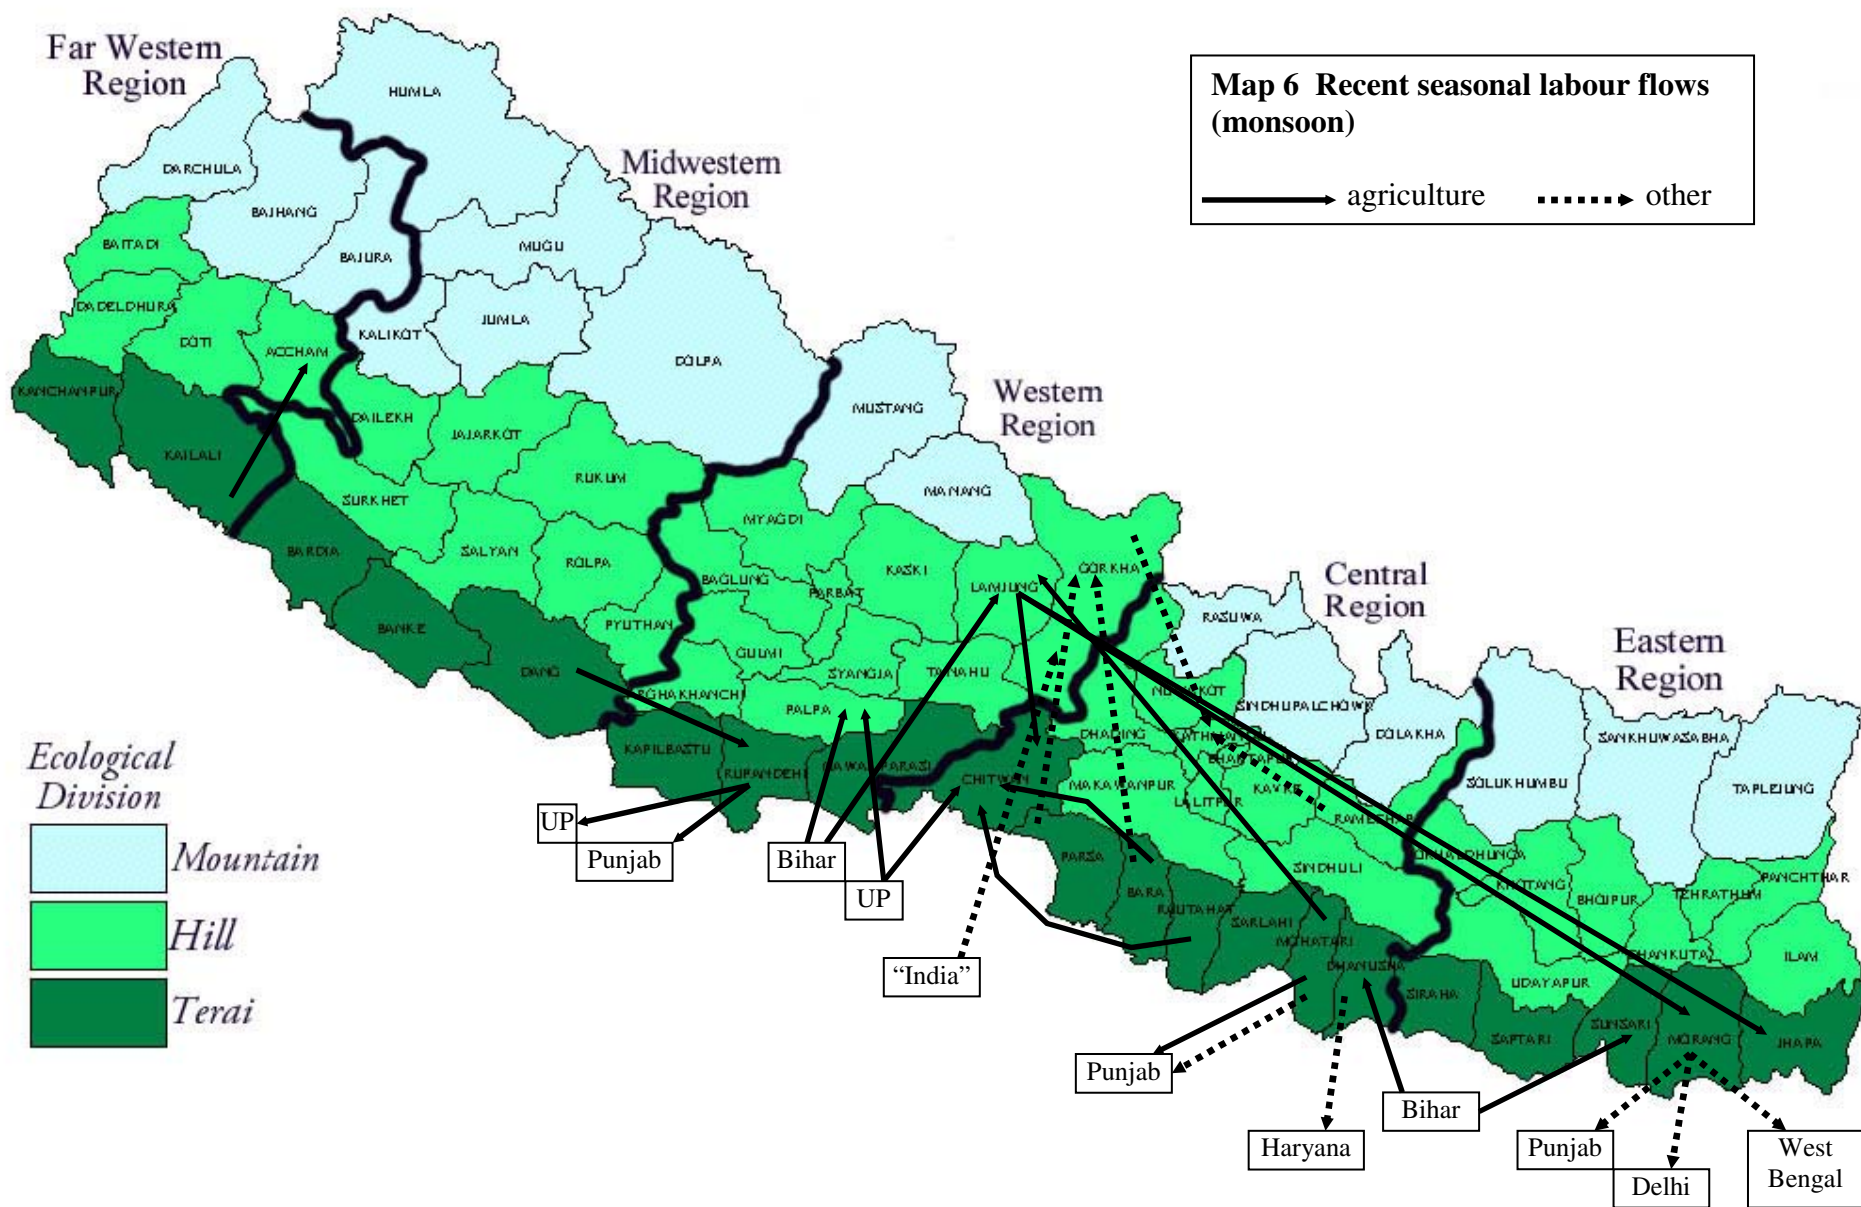 Far Western
Region
HUMLA
Map 6  Recent seasonal labour flows
(monsoon)
agriculture
other
Midwestern
Region
DARCHULA
BAJHANG
BAITADI
BAJURA
MUGU
DADELDHURA
DOTI
ACCHAM
KALIKOT
JUMLA
DOLPA
KANCHANPUR
Western
Region
MUSTANG
DAILEKH
JAJARKOT
KAILALI
RUKUM
SURKHET
MANANG
MYAGDI
BARDIA
SALYAN
ROLPA
KASKI
GORKHA
BAGLUNG
PARBAT
LAMJUNG
Central
Region
RASUWA
BANKE
PYUTHAN
GULMI
Eastern
Region
DANG
SYANGJA
TANAHU
PALPA
SINDHUPALCHOWK
DOLAKHA
SANKHUWASABHA
KAPILBASTU
RUPANDEHI
DHADING
BHAKTAPUR
CHITWAN
MAKAWANPUR
LALITPUR
KAVRE
SOLUKHUMBU
TAPLEJUNG
Ecological
Division
Mountain
Hill
Terai
UP
Punjab
Bihar
UP
"India"
PARSA
BARA
RAUTAHAT
SARLAHI
MOHATARI
DHANUSHA
SINDHULI
KHOTANG
BHOJPUR
TEHRATHUM
PANCHTHAR
ILAM
UDAYAPUR
SIRAHA
SAPTARI
SUNSARI
MORANG
JHAPA
Punjab
Haryana
Bihar
Punjab
Delhi
West
Bengal